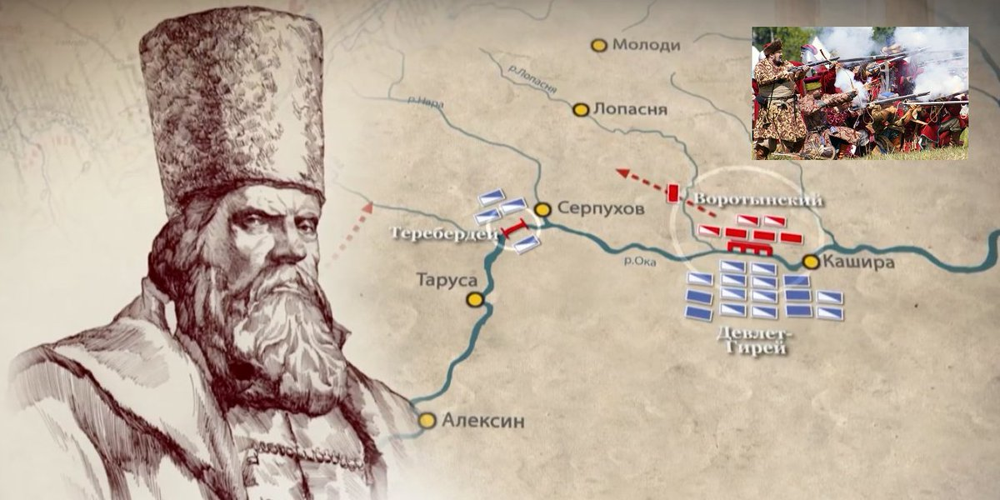 Молоди
р.Лопасня
р.Нара
Лопасня
Воротынский
Серпухов
Теребердей
р.Ока
Кашира
Таруса
Девлет-
Гирей
Алексин